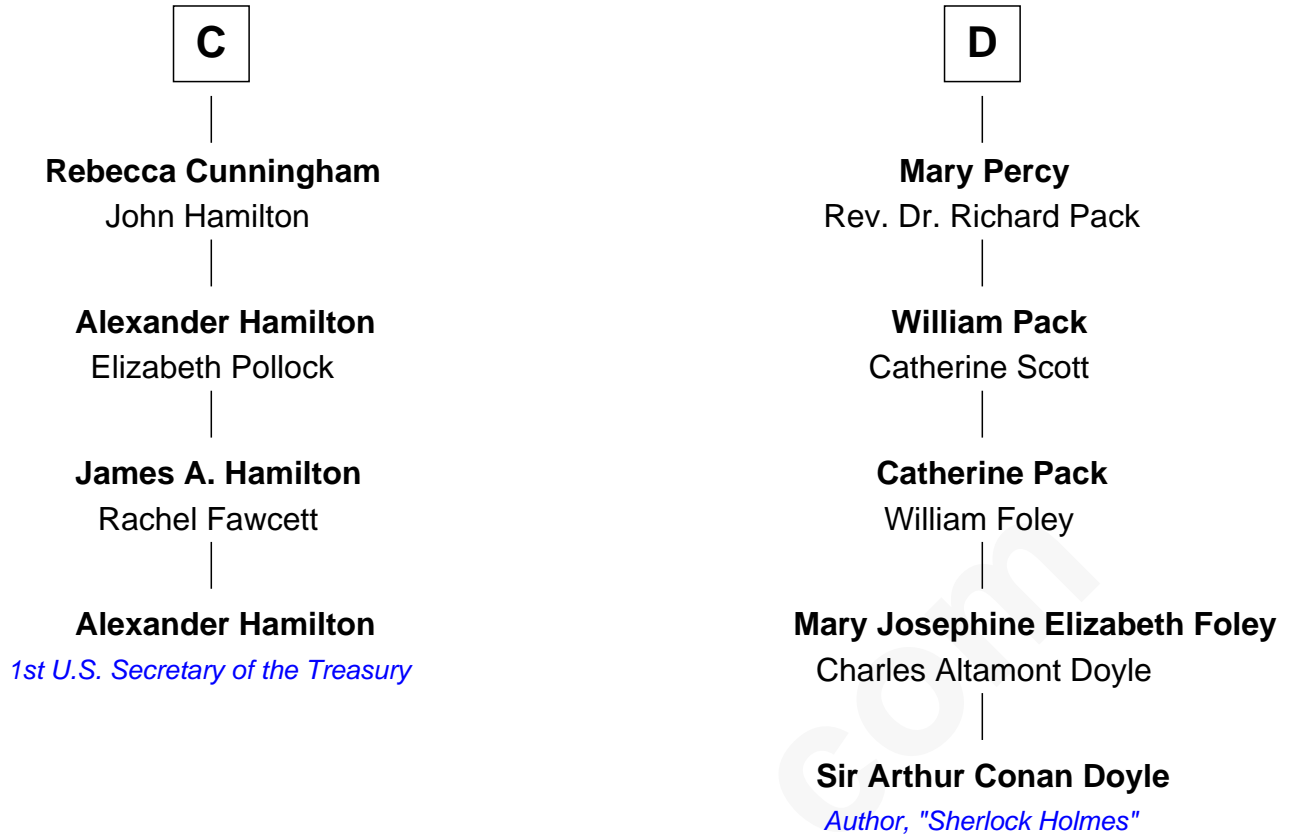 C
Rebecca Cunningham
John Hamilton
Alexander Hamilton
Elizabeth Pollock
James A. Hamilton
Rachel Fawcett
Alexander Hamilton
1st U.S. Secretary of the Treasury
D
Mary Percy
Rev. Dr. Richard Pack
William Pack
Catherine Scott
Catherine Pack
William Foley
Mary Josephine Elizabeth Foley
Charles Altamont Doyle
Sir Arthur Conan Doyle
Author, "Sherlock Holmes"
com